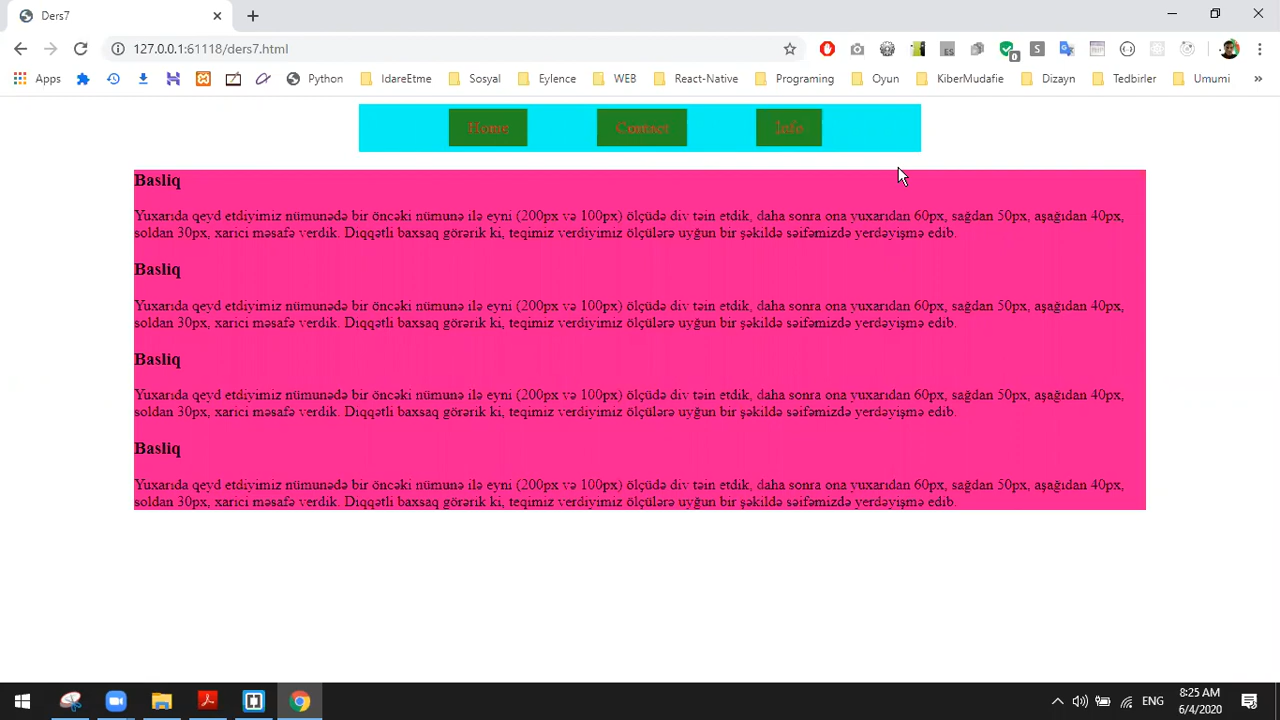 Ders7
127.0.0.1:61118/ders7.html
Apps
Python
IdareEtme
Sosyal
Eylence
WEB
React-Native
Programing
Oyun
KiberMudafie
Dizayn
Tedbirler
Umumi
Home
Contact
Info
Basliq
Yuxarıda qeyd etdiyimiz nümunədə bir öncəki nümunə ilə eyni (200px və 100px) ölçüdə div təin etdik, daha sonra ona yuxarıdan 60px, sağdan 50px, aşağıdan 40px,
soldan 30px, xarici məsafə verdik. Diqqətli baxsaq görərik ki, teqimiz verdiyimiz ölçülərə uyğun bir şəkildə səifəmizdə yerdəyişmə edib.
Basliq
Yuxarıda qeyd etdiyimiz nümunədə bir öncəki nümunə ilə eyni (200px və 100px) ölçüdə div təin etdik, daha sonra ona yuxarıdan 60px, sağdan 50px, aşağıdan 40px,
soldan 30px, xarici məsafə verdik. Diqqətli baxsaq görərik ki, teqimiz verdiyimiz ölçülərə uyğun bir şəkildə səifəmizdə yerdəyişmə edib.
Basliq
Yuxarıda qeyd etdiyimiz nümunədə bir öncəki nümunə ilə eyni (200px və 100px) ölçüdə div təin etdik, daha sonra ona yuxarıdan 60px, sağdan 50px, aşağıdan 40px,
soldan 30px, xarici məsafə verdik. Diqqətli baxsaq görərik ki, teqimiz verdiyimiz ölçülərə uyğun bir şəkildə səifəmizdə yerdəyişmə edib.
Basliq
Yuxarıda qeyd etdiyimiz nümunədə bir öncəki nümunə ilə eyni (200px və 100px) ölçüdə div təin etdik, daha sonra ona yuxarıdan 60px, sağdan 50px, aşağıdan 40px,
soldan 30px, xarici məsafə verdik. Diqqətli baxsaq görərik ki, teqimiz verdiyimiz ölçülərə uyğun bir şəkildə səifəmizdə yerdəyişmə edib.
ENG
8:25 AM
6/4/2020